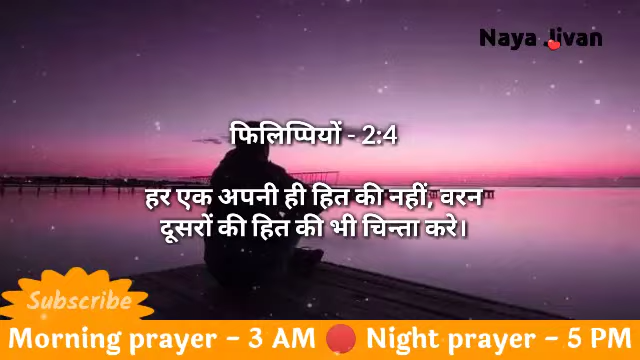 Naya Jivan
फिलिप्पियों - 2:4
हर एक अपनी ही हित की नहीं, वरन
दूसरों की हित की भी चिन्ता करे।
Subscribe
Morning prayer - 3 AM 🔴 Night prayer - 5 PM